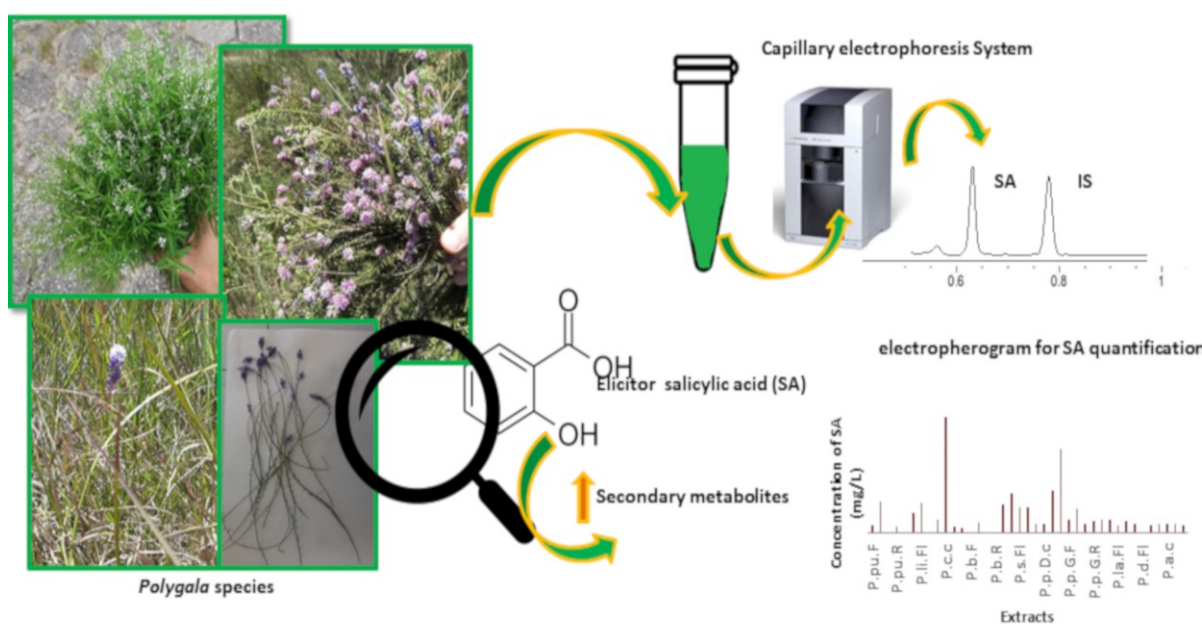 Capillary electrophoresis System
SA
IS
0.6
0.8
1
electropherogram for SA quantification
O
OH
Elicitor salicylic acid (SA)
OH
Secondary metabolites
Polygala species
Concentration of SA
(mg/L)
P.pu.F
P.pu.R
P.li.Fl
P.c.c
P.b.F
P.b.R
P.s.Fl
P.p.D.c
P.p.G.F
P.p.G.R
P.la.Fl
P.d.Fl
P.a.c
Extracts